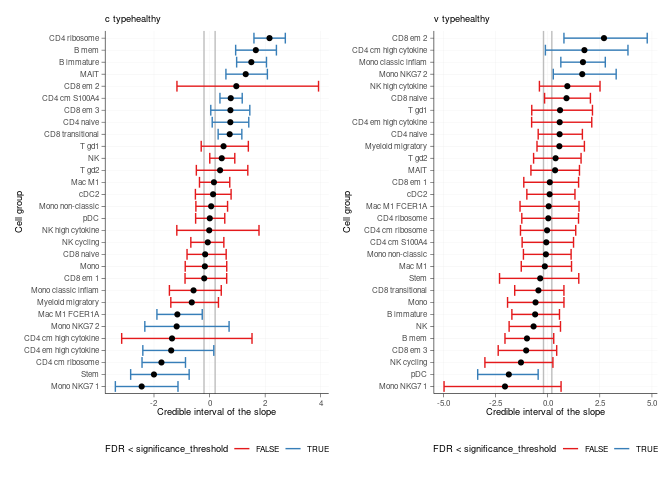 c typehealthy
Cell group
CD4 ribosome
B mem
B immature
MAIT
CD8 em 2
CD4 cm S100A4
CD8 em 3
CD4 naive
CD8 transitional
T gd1
NK
T gd2
Mac M1
cDC2
Mono non-classic
pDC
NK high cytokine
NK cycling
CD8 naive
Mono
CD8 em 1
Mono classic inflam
Myeloid migratory
Mac M1 FCER1A
Mono NKG7 2
CD4 cm high cytokine
CD4 em high cytokine
CD4 cm ribosome
Stem
Mono NKG7 1
-2 0 2 4
Credible interval of the slope
FDR < significance_threshold FALSE TRUE
v typehealthy
Cell group
CD8 em 2
CD4 cm high cytokine
Mono classic inflam
Mono NKG7 2
NK high cytokine
CD8 naive
T gd1
CD4 em high cytokine
CD4 naive
Myeloid migratory
T gd2
MAIT
CD8 em 1
cDC2
Mac M1 FCER1A
CD4 ribosome
CD4 cm ribosome
CD4 cm S100A4
Mono non-classic
Mac M1
Stem
CD8 transitional
Mono
B immature
NK
B mem
CD8 em 3
NK cycling
pDC
Mono NKG7 1
-5.0 -2.5 0.0 2.5 5.0
Credible interval of the slope
FDR < significance_threshold FALSE TRUE